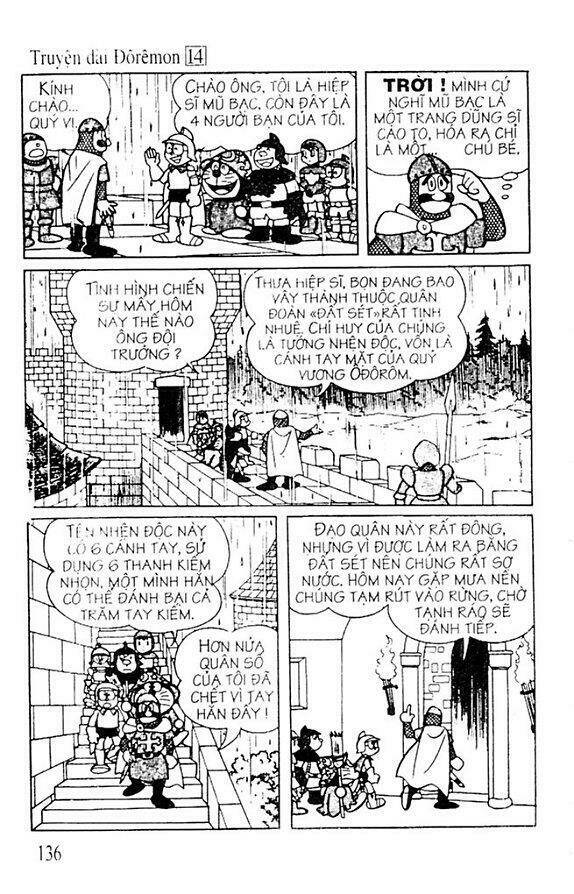 Truyện dài Đôrêmon 14
KÍNH
CHÀO...
QUÝ VỊ.
CHÀO ÔNG, TÔI LÀ HIỆP
SĨ MŨ BẠC. CÒN ĐÂY LÀ
4 NGƯỜI BẠN CỦA TÔI.
TRỜI ! MÌNH CỨ
NGHĨ MŨ BẠC LÀ
MỘT TRANG DŨNG SĨ
CAO TO, HÓA RA CHỈ
LÀ MỘT... CHÚ BÉ.
TÌNH HÌNH CHIẾN
SỰ MẤY HÔM
NAY THẾ NÀO
ÔNG ĐỘI
TRƯỞNG ?
THƯA HIỆP SĨ, BỌN ĐANG BAO
VÂY THÀNH THUỘC QUÂN
ĐOÀN «ĐẤT SÉT» RẤT TINH
NHUỆ. CHỈ HUY CỦA CHÚNG
LÀ TƯỚNG NHỆN ĐỘC, VỐN LÀ
CÁNH TAY MẶT CỦA QUỶ
VƯƠNG ÔĐÔRÔM.
TÊN NHỆN ĐỘC NÀY
CÓ 6 CÁNH TAY, SỬ
DỤNG 6 THANH KIẾM
NHỌN, MỘT MÌNH HẮN
CÓ THỂ ĐÁNH BẠI CẢ
TRĂM TAY KIẾM.
HƠN NỬA
QUÂN SỐ
CỦA TÔI ĐÃ
CHẾT VÌ TAY
HẮN ĐẤY !
ĐẠO QUÂN NÀY RẤT ĐÔNG,
NHƯNG VÌ ĐƯỢC LÀM RA BẰNG
ĐẤT SÉT NÊN CHÚNG RẤT SỢ
NƯỚC. HÔM NAY GẶP MƯA NÊN
CHÚNG TẠM RÚT VÀO RỪNG, CHỜ
TẠNH RÁO SẼ
ĐÁNH TIẾP.
136